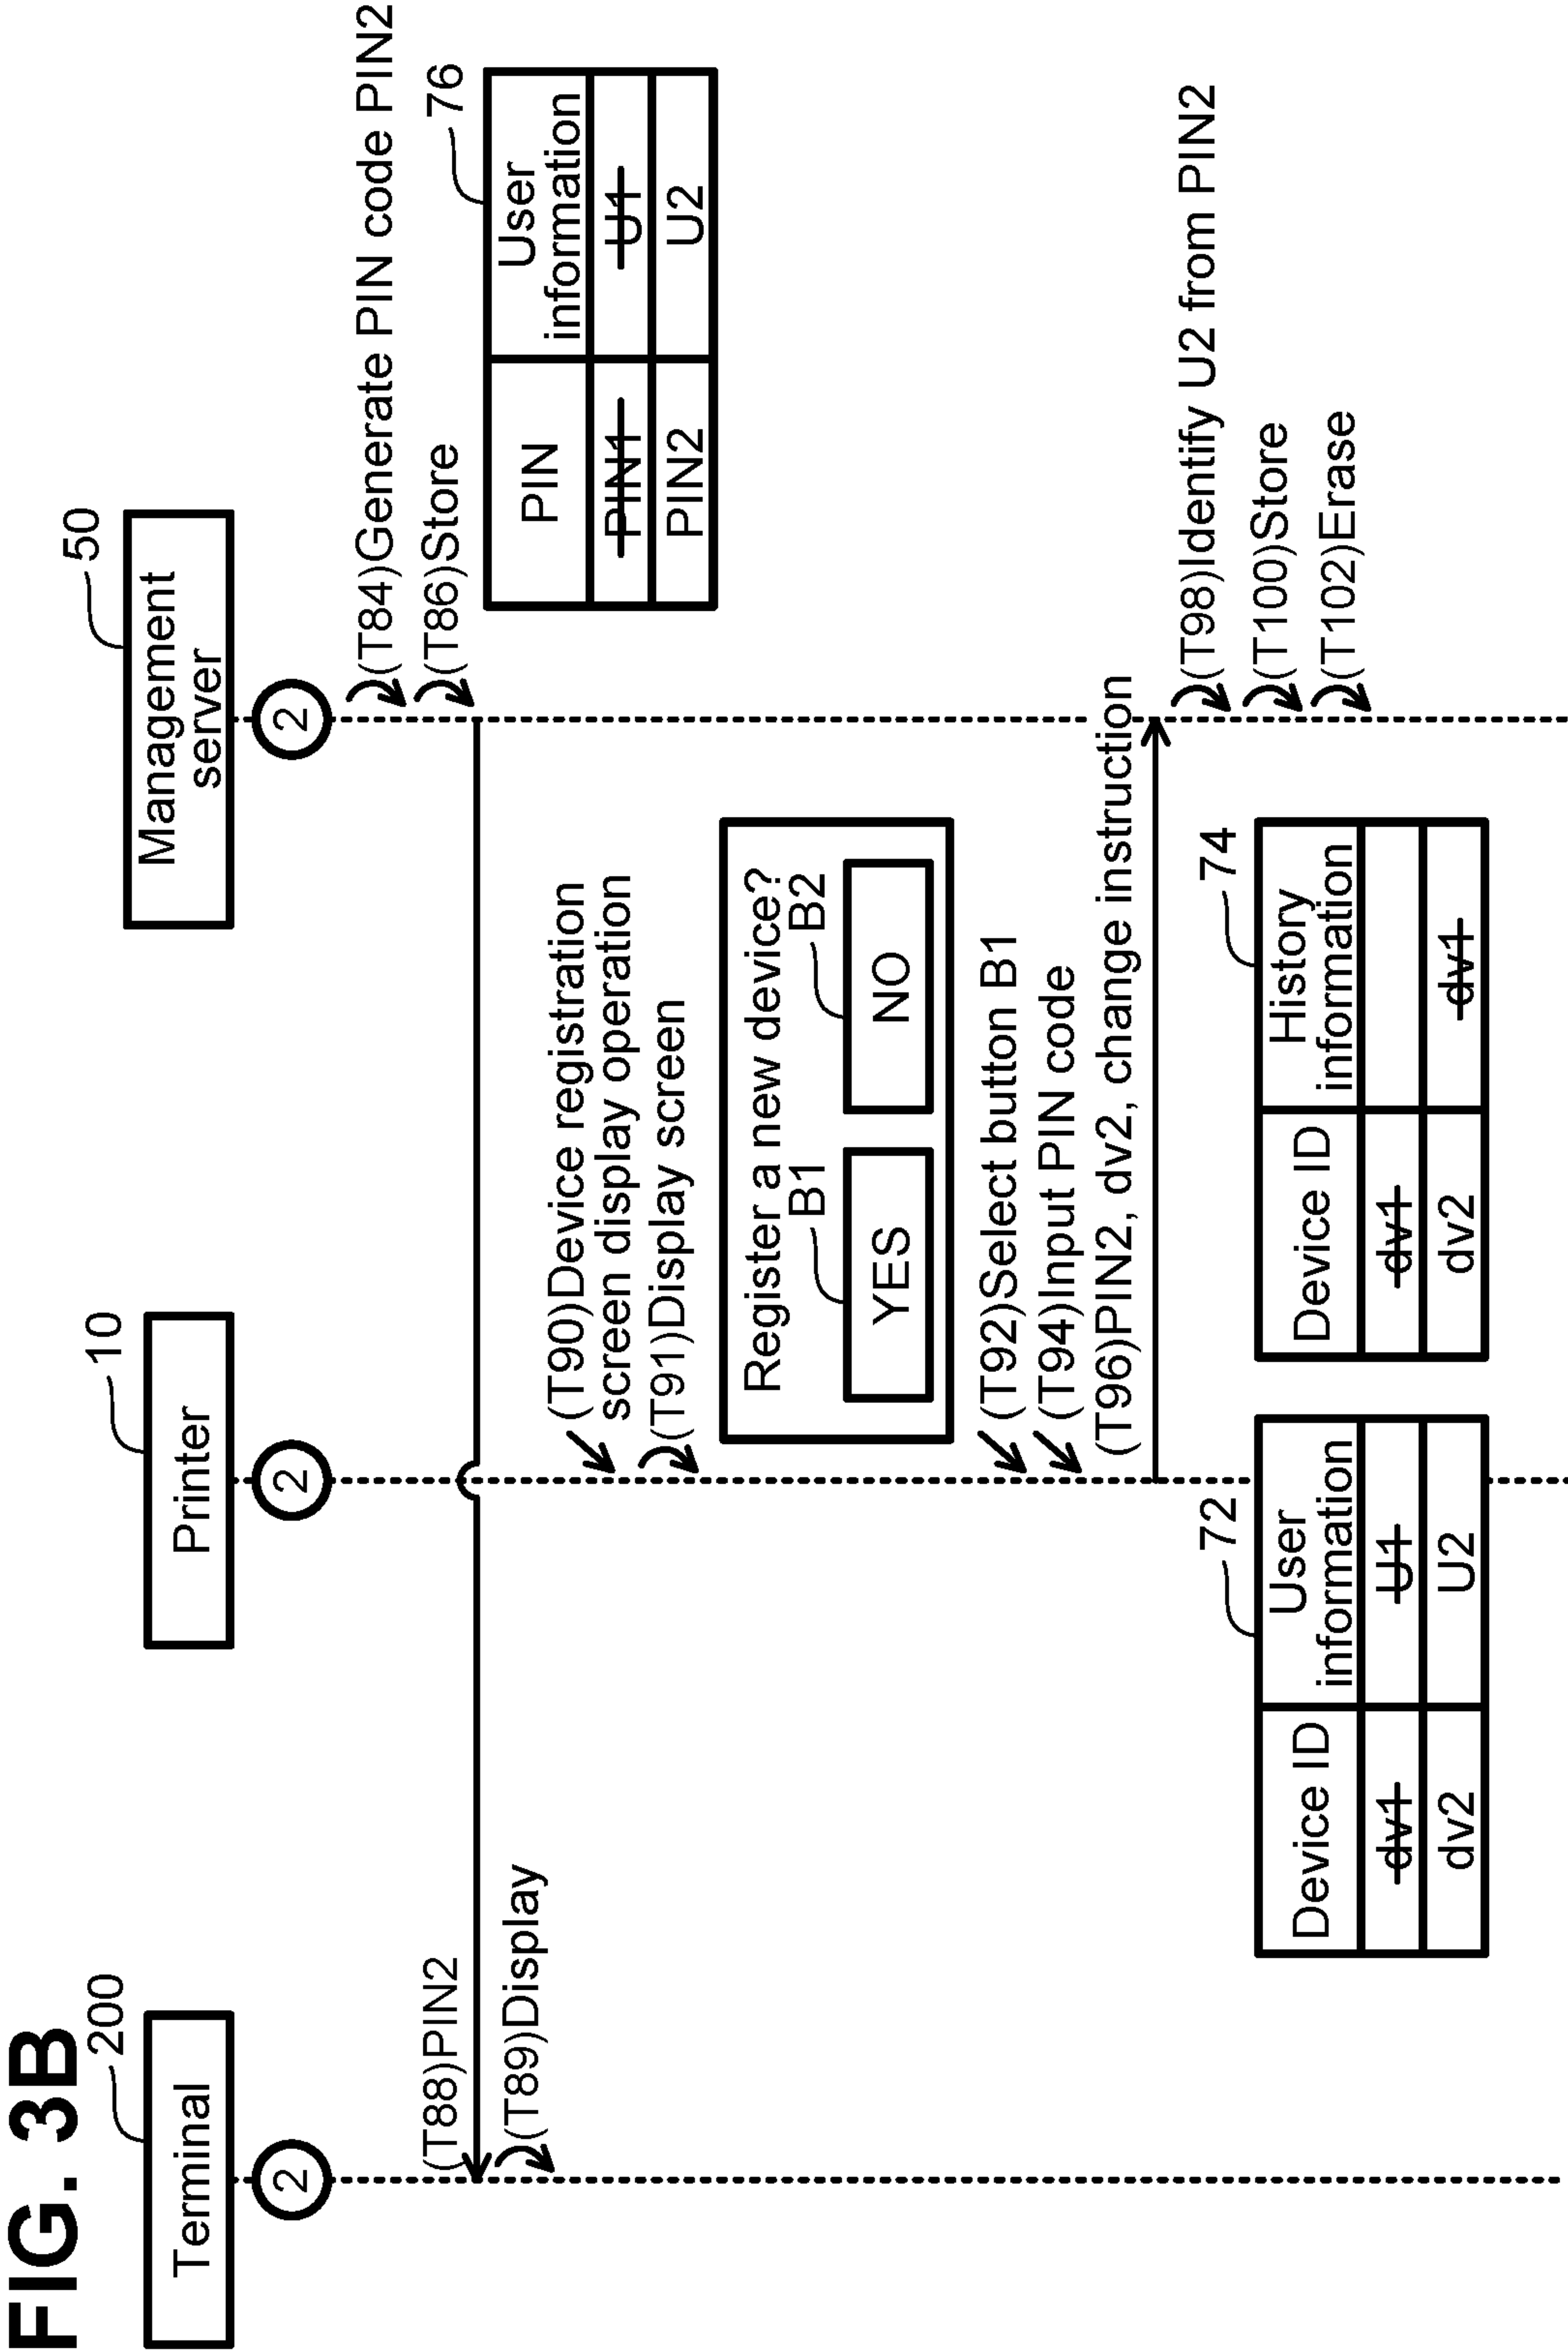 FIG. 3B
200
Terminal
10
Printer
50
Management
server
2
2
2
(T84)Generate PIN code PIN2
(T86)Store
76
PIN
User
information
PIN1
U1
PIN2
U2
(T88)PIN2
(T89)Display
(T90)Device registration
screen display operation
(T91)Display screen
Register a new device?
B1
B2
YES
NO
(T92)Select button B1
(T94)Input PIN code
(T96)PIN2, dv2, change instruction
(T98)Identify U2 from PIN2
(T100)Store
(T102)Erase
72
Device ID
User
information
dv1
U1
dv2
U2
74
Device ID
History
information
dv1
dv2
dv1